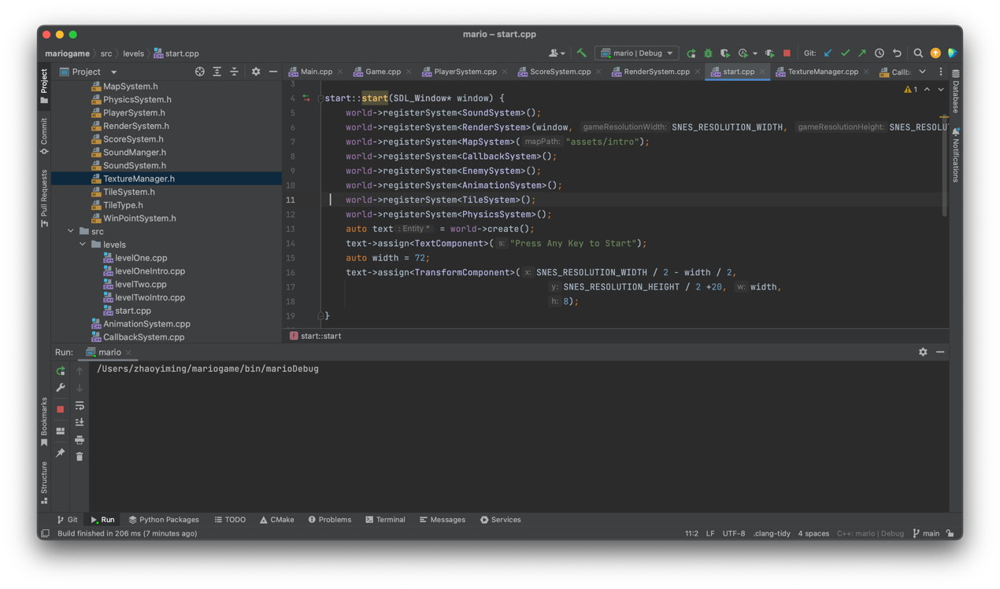 mario – start.cpp
mariogame src levels start.cpp
mario | Debug
Git:
Project
Main.cpp Game.cpp PlayerSystem.cpp ScoreSystem.cpp RenderSystem.cpp start.cpp TextureManager.cpp Callba
Project
Commit
Pull Requests
Bookmarks
Structure
MapSystem.h
PhysicsSystem.h
PlayerSystem.h
RenderSystem.h
ScoreSystem.h
SoundManger.h
SoundSystem.h
TextureManager.h
TileSystem.h
TileType.h
WinPointSystem.h
src
levels
levelOne.cpp
levelOneIntro.cpp
levelTwo.cpp
levelTwoIntro.cpp
start.cpp
AnimationSystem.cpp
CallbackSystem.cpp
1
3
4 start::start(SDL_Window* window) {
5 world->registerSystem<SoundSystem>();
6 world->registerSystem<RenderSystem>(window, gameResolutionWidth: SNES_RESOLUTION_WIDTH, gameResolutionHeight: SNES_RESOLU
7 world->registerSystem<MapSystem>( mapPath: "assets/intro");
8 world->registerSystem<CallbackSystem>();
9 world->registerSystem<EnemySystem>();
10 world->registerSystem<AnimationSystem>();
11 world->registerSystem<TileSystem>();
12 world->registerSystem<PhysicsSystem>();
13 auto text : Entity * = world->create();
14 text->assign<TextComponent>( s: "Press Any Key to Start");
15 auto width = 72;
16 text->assign<TransformComponent>( x: SNES_RESOLUTION_WIDTH / 2 - width / 2,
17 y: SNES_RESOLUTION_HEIGHT / 2 +20, w: width,
18 h: 8);
19 }
start::start
Database
Notifications
Run: mario
/Users/zhaoyiming/mariogame/bin/marioDebug
Git Run Python Packages TODO CMake Problems Terminal Messages Services
Build finished in 206 ms (7 minutes ago) 11:2 LF UTF-8 .clang-tidy 4 spaces C++: mario | Debug main